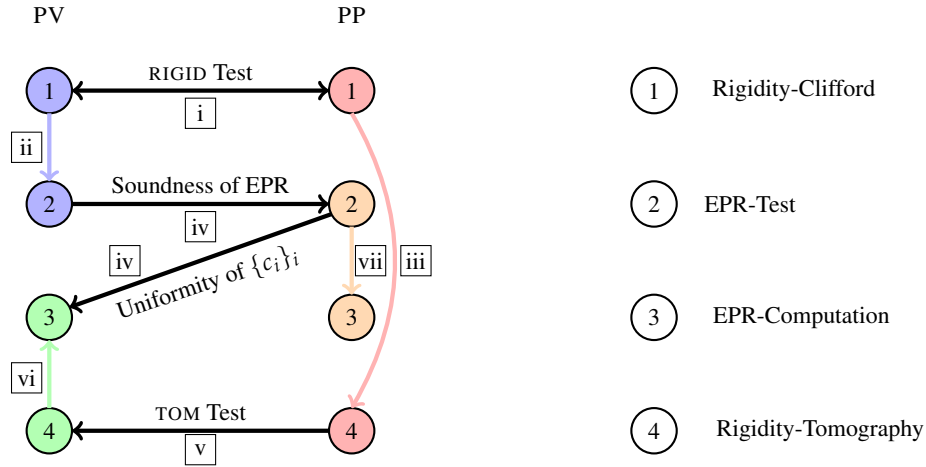 PV PP
RIGID Test
1 1 1 Rigidity-Clifford
i
ii
Soundness of EPR
2 2 2 EPR-Test
iv
iv vii iii
Uniformity of {c_i}_i
3 3 3 EPR-Computation
vi
TOM Test
4 4 4 Rigidity-Tomography
v